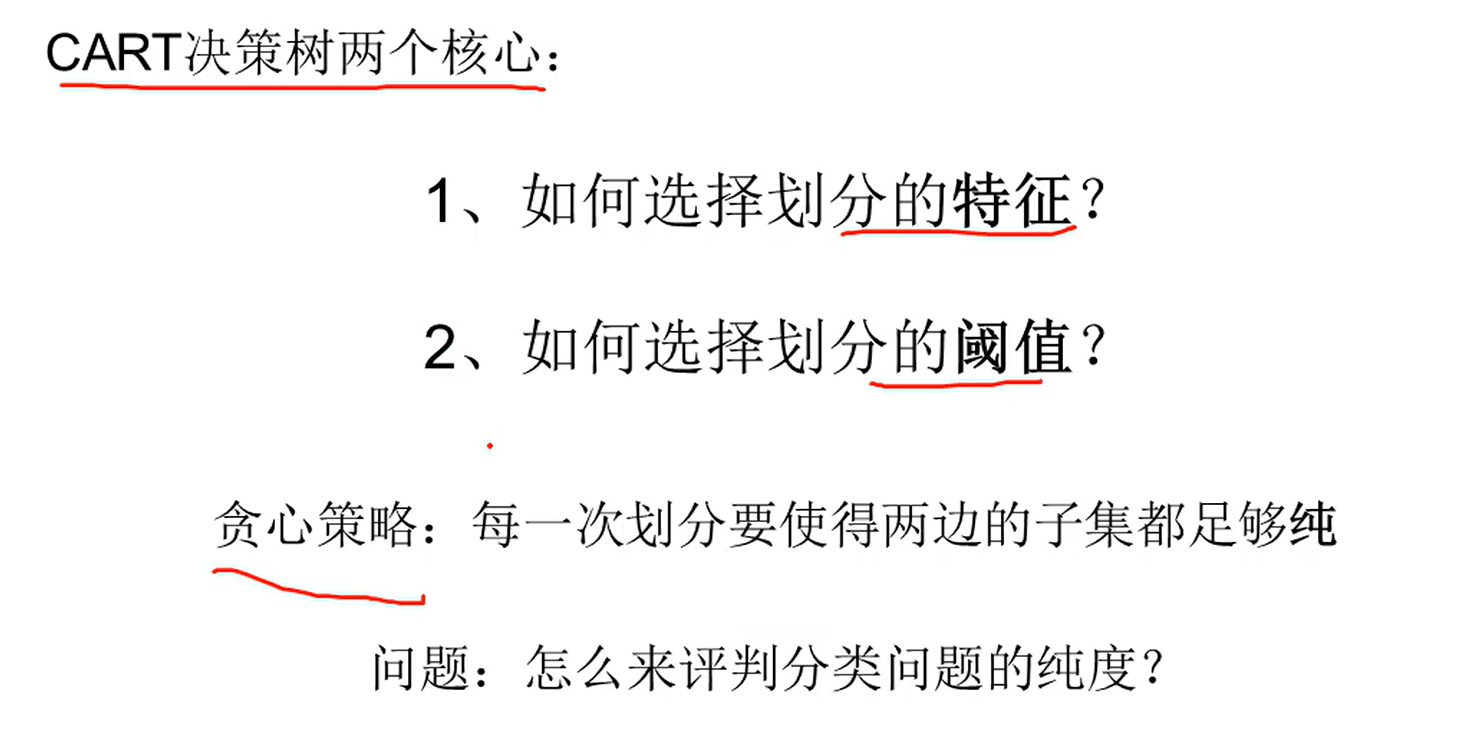 CART决策树两个核心：
1、如何选择划分的特征？
2、如何选择划分的阈值？
贪心策略：每一次划分要使得两边的子集都足够纯
问题：怎么来评判分类问题的纯度？